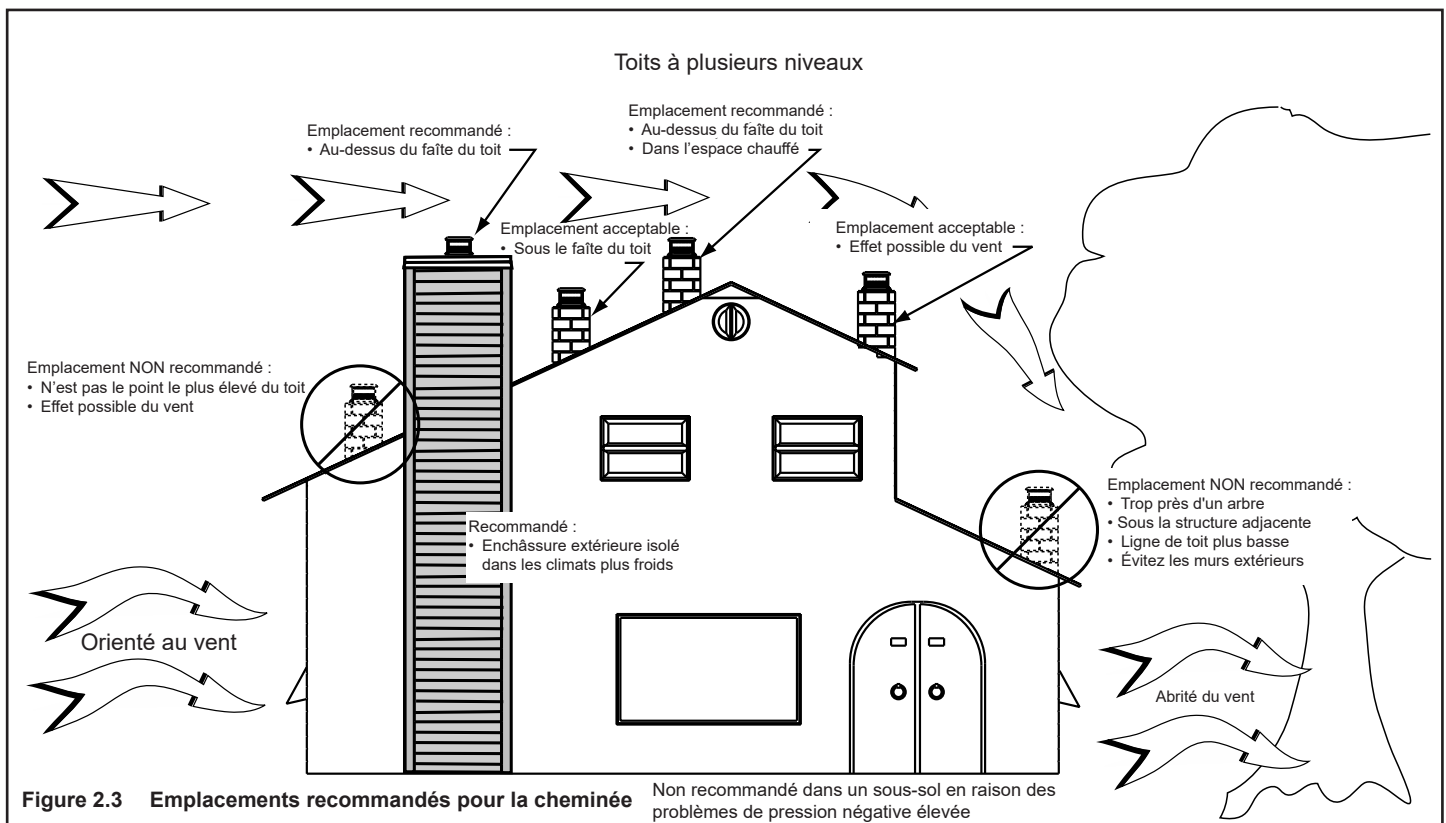 Toits à plusieurs niveaux
Emplacement recommandé :
• Au-dessus du faîte du toit
Emplacement recommandé :
• Au-dessus du faîte du toit
• Dans l'espace chauffé
Emplacement acceptable :
• Sous le faîte du toit
Emplacement acceptable :
• Effet possible du vent
Emplacement NON recommandé :
• N'est pas le point le plus élevé du toit
• Effet possible du vent
Recommandé :
• Enchâssure extérieure isolé
dans les climats plus froids
Emplacement NON recommandé :
• Trop près d'un arbre
• Sous la structure adjacente
• Ligne de toit plus basse
• Évitez les murs extérieurs
Orienté au vent
Abrité du vent
Figure 2.3 Emplacements recommandés pour la cheminée
Non recommandé dans un sous-sol en raison des
problèmes de pression négative élevée